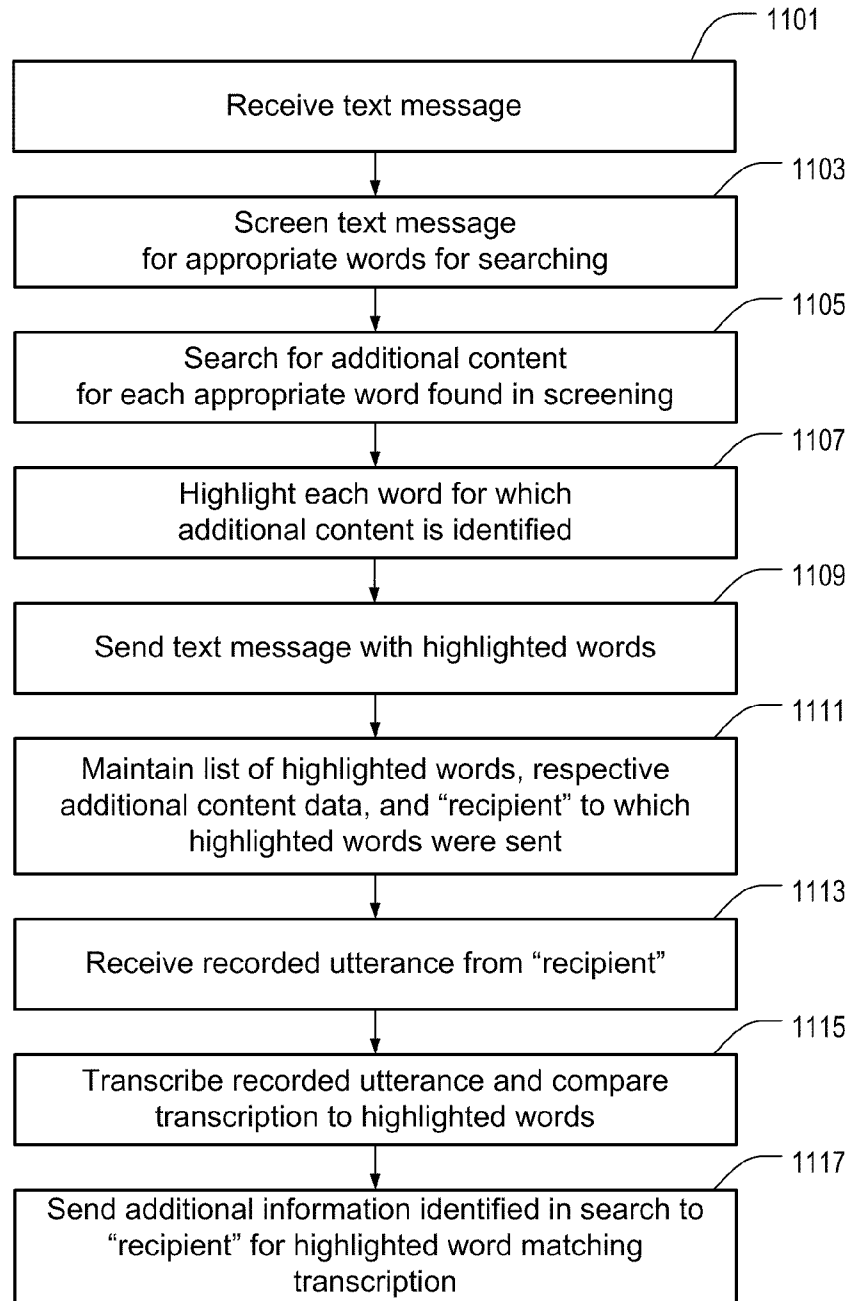 1101
Receive text message
1103
Screen text message
for appropriate words for searching
1105
Search for additional content
for each appropriate word found in screening
1107
Highlight each word for which
additional content is identified
1109
Send text message with highlighted words
1111
Maintain list of highlighted words, respective
additional content data, and “recipient” to which
highlighted words were sent
1113
Receive recorded utterance from “recipient”
1115
Transcribe recorded utterance and compare
transcription to highlighted words
1117
Send additional information identified in search to
“recipient” for highlighted word matching
transcription